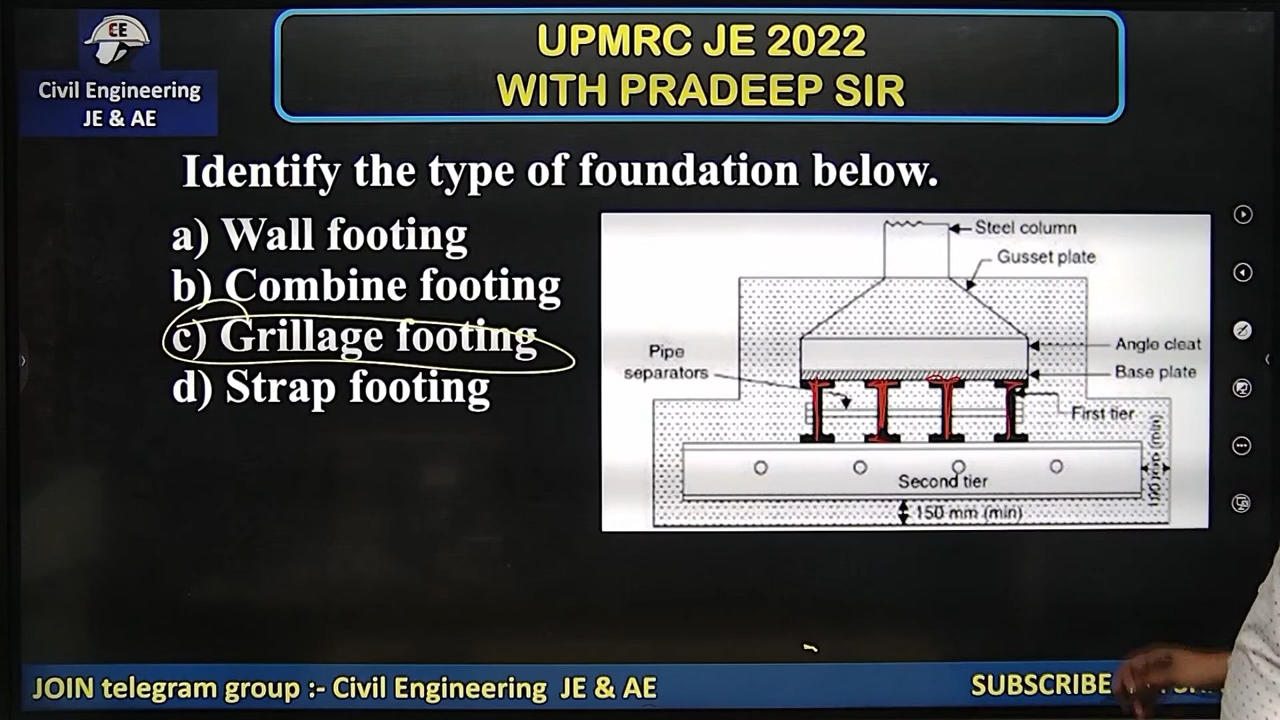 CE
Civil Engineering
JE & AE
UPMRC JE 2022
WITH PRADEEP SIR
Identify the type of foundation below.
a) Wall footing
b) Combine footing
c) Grillage footing
d) Strap footing
Steel column
Gusset plate
Angle cleat
Base plate
Pipe
separators
First tier
Second tier
150 mm (min)
JOIN telegram group :- Civil Engineering JE & AE
SUBSCRIBE